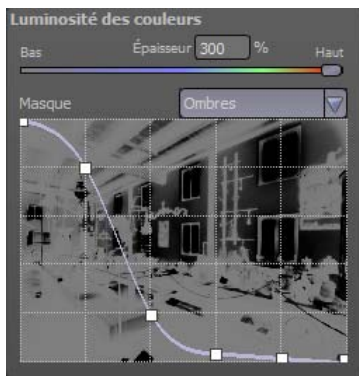 Luminosité des couleurs
Bas Épaisseur 300 % Haut
Masque Ombres